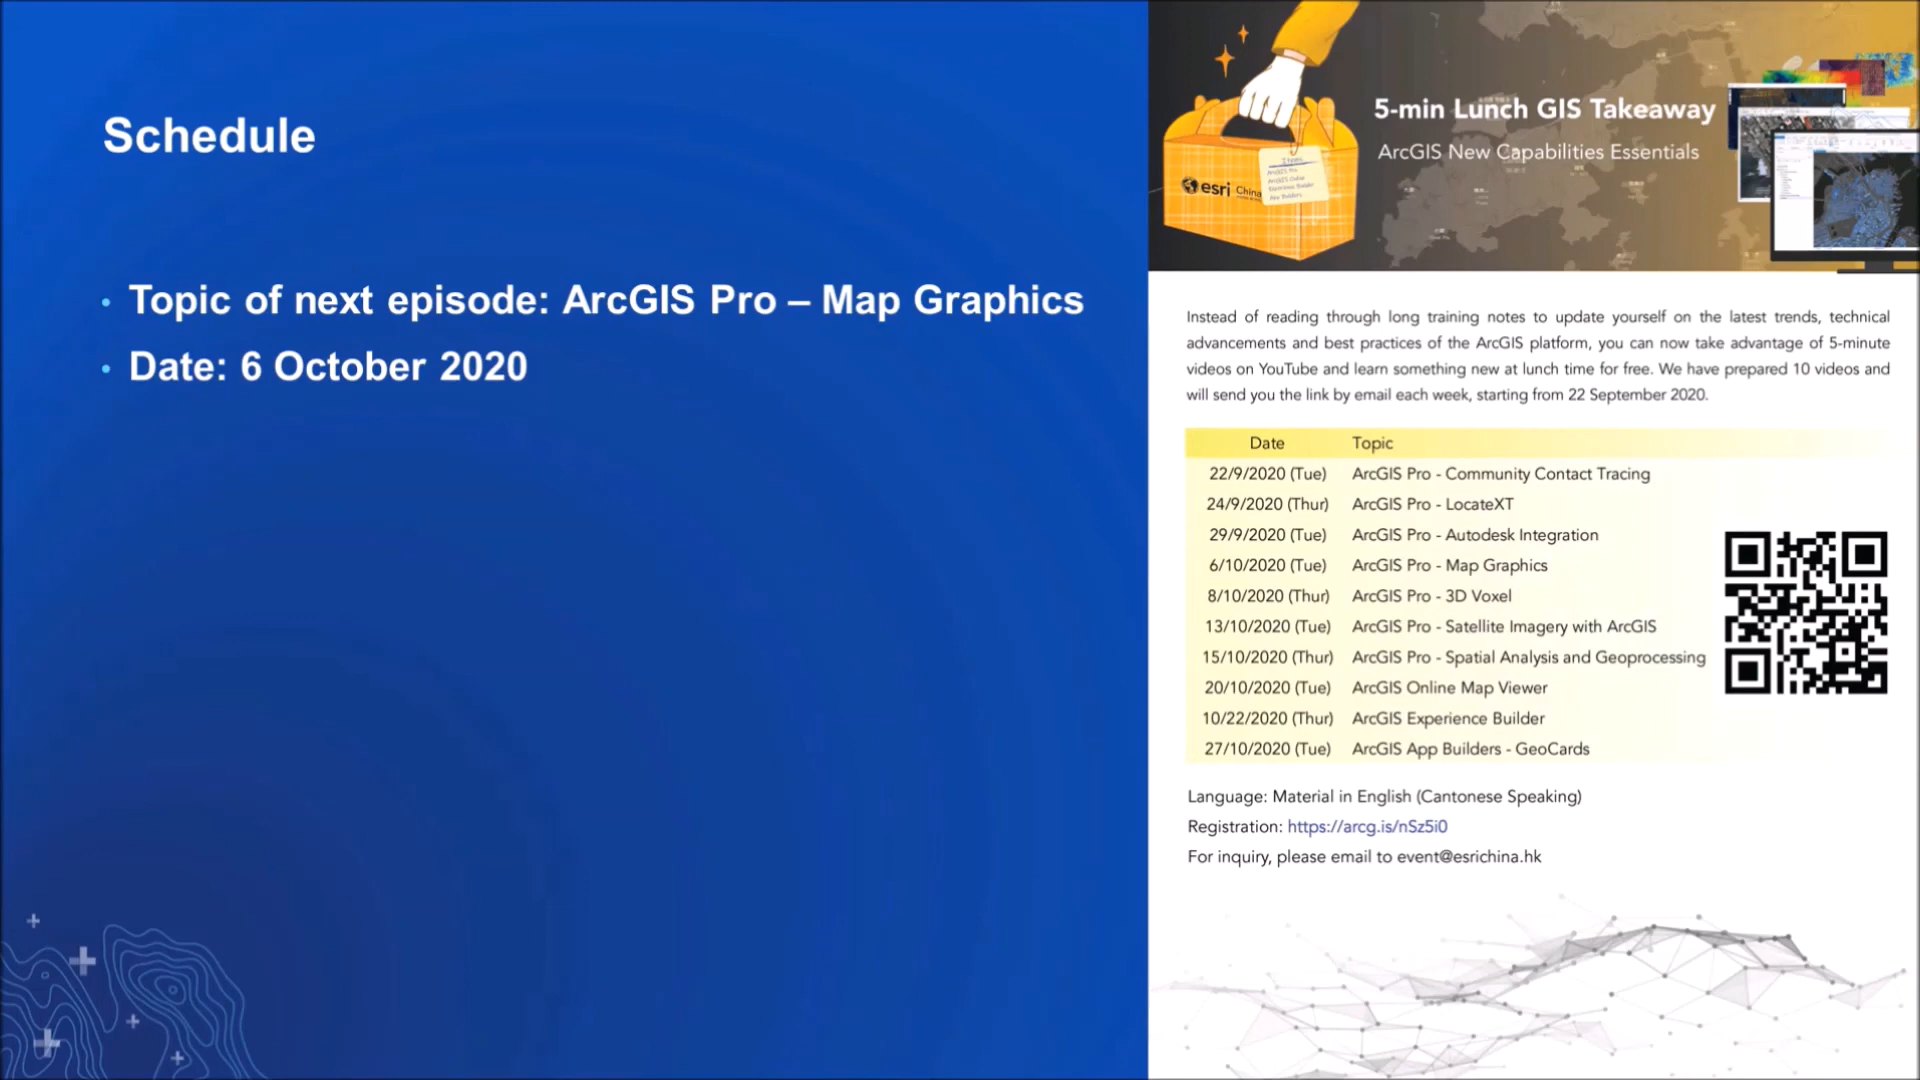 Schedule
• Topic of next episode: ArcGIS Pro – Map Graphics
• Date: 6 October 2020
5-min Lunch GIS Takeaway
ArcGIS New Capabilities Essentials
esri China
Items
ArcGIS Pro
ArcGIS Online
Experience Builder
App Builders
Instead of reading through long training notes to update yourself on the latest trends, technical
advancements and best practices of the ArcGIS platform, you can now take advantage of 5-minute
videos on YouTube and learn something new at lunch time for free. We have prepared 10 videos and
will send you the link by email each week, starting from 22 September 2020.
Date Topic
22/9/2020 (Tue) ArcGIS Pro - Community Contact Tracing
24/9/2020 (Thur) ArcGIS Pro - LocateXT
29/9/2020 (Tue) ArcGIS Pro - Autodesk Integration
6/10/2020 (Tue) ArcGIS Pro - Map Graphics
8/10/2020 (Thur) ArcGIS Pro - 3D Voxel
13/10/2020 (Tue) ArcGIS Pro - Satellite Imagery with ArcGIS
15/10/2020 (Thur) ArcGIS Pro - Spatial Analysis and Geoprocessing
20/10/2020 (Tue) ArcGIS Online Map Viewer
10/22/2020 (Thur) ArcGIS Experience Builder
27/10/2020 (Tue) ArcGIS App Builders - GeoCards
Language: Material in English (Cantonese Speaking)
Registration: https://arcg.is/nSz5i0
For inquiry, please email to event@esrichina.hk